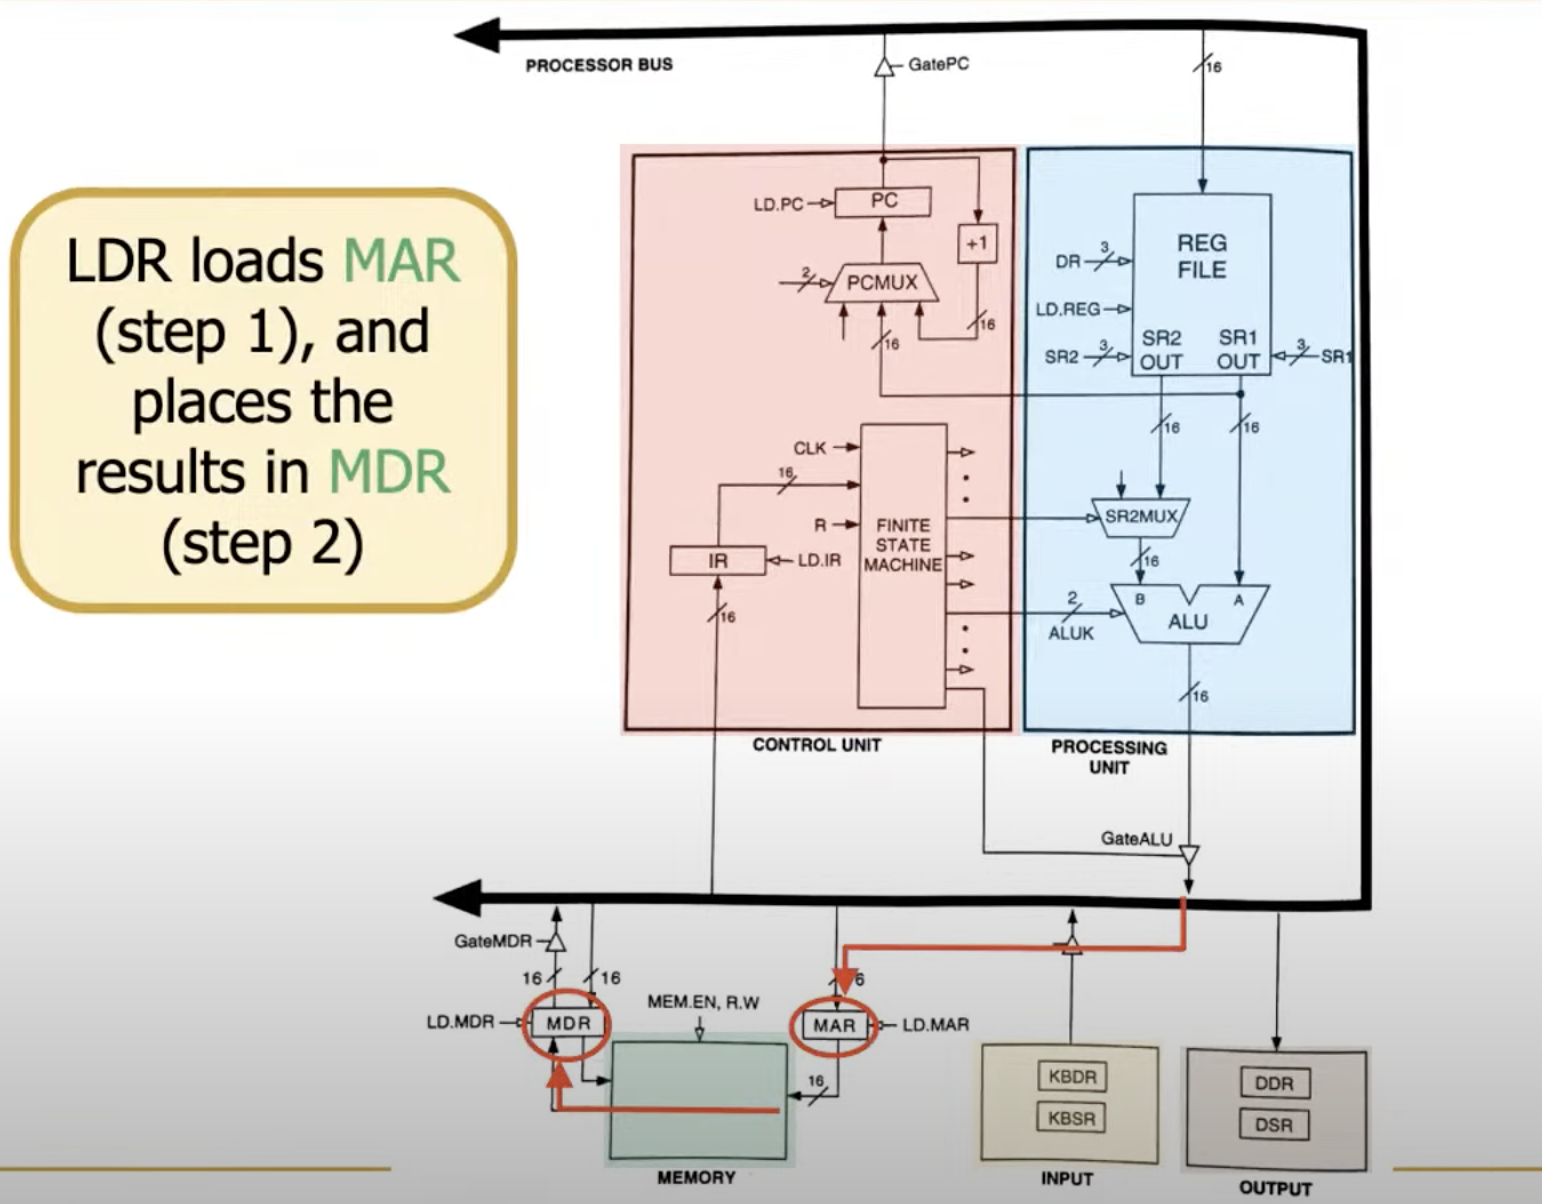 PROCESSOR BUS
GatePC
16
LDR loads MAR
(step 1), and
places the
results in MDR
(step 2)
LD.PC
PC
+1
2
PCMUX
16
16
REG
FILE
DR
3
LD.REG
SR2
3
SR2
OUT
SR1
OUT
3
SR1
16
16
CLK
16
R
FINITE
STATE
MACHINE
IR
LD.IR
16
SR2MUX
16
B
A
ALU
2
ALUK
16
CONTROL UNIT
PROCESSING
UNIT
GateALU
GateMDR
16
16
6
LD.MDR
MDR
MEM.EN, R.W
MAR
LD.MAR
16
KBDR
KBSR
DDR
DSR
MEMORY
INPUT
OUTPUT